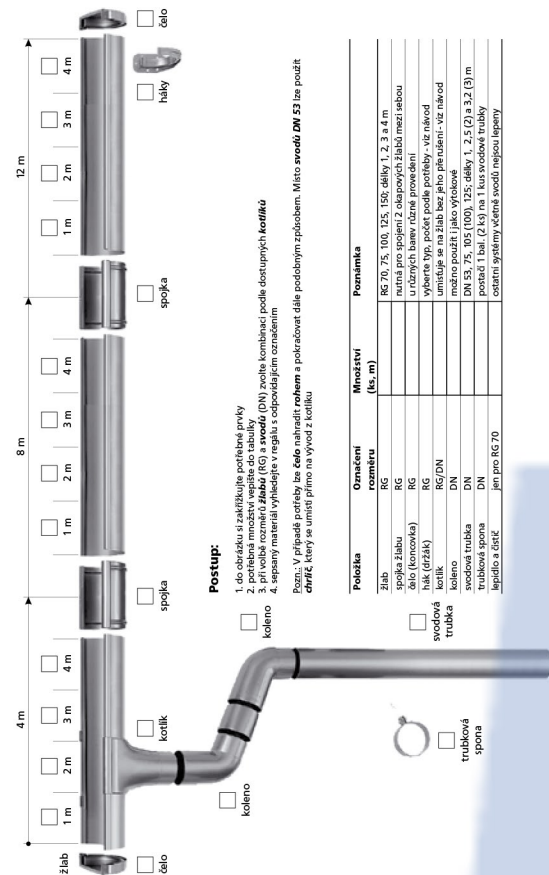 4 m
8 m
12 m
žlab
1 m
2 m
3 m
4 m
1 m
2 m
3 m
4 m
1 m
2 m
3 m
4 m
čelo
kotlík
spojka
spojka
háky
čelo
koleno
koleno
svodová
trubka
trubková
spona
Postup:
1. do obrázku si zakřížkujte potřebné prvky
2. potřebná množství vepište do tabulky
3. při volbě rozměrů žlabů (RG) a svodů (DN) zvolte kombinaci podle dostupných kotlíků
4. sepsaný materiál vyhledejte v regálu s odpovídajícím označením
Pozn.: V případě potřeby lze čelo nahradit rohem a pokračovat dále podobným způsobem. Místo svodů DN 53 lze použít
chrlič, který se umístí přímo na vývod z kotlíku
Položka Označení rozměru Množství (ks, m) Poznámka
žlab RG RG 70, 75, 100, 125, 150; délky 1, 2, 3 a 4 m
spojka žlabu RG nutná pro spojení 2 okapových žlabů mezi sebou
čelo (koncovka) RG u různých barev různé provedení
hák (držák) RG vyberte typ, počet podle potřeby - viz návod
kotlík RG/DN umisťuje se na žlab bez jeho přerušení - viz návod
koleno DN možno použít i jako výtokové
svodová trubka DN DN 53, 75, 105 (100), 125; délky 1, 2,5 (2) a 3,2 (3) m
trubková spona DN postačí 1 bal. (2 ks) na 1 kus svodové trubky
lepidlo a čistič jen pro RG 70 ostatní systémy včetně svodů nejsou lepeny